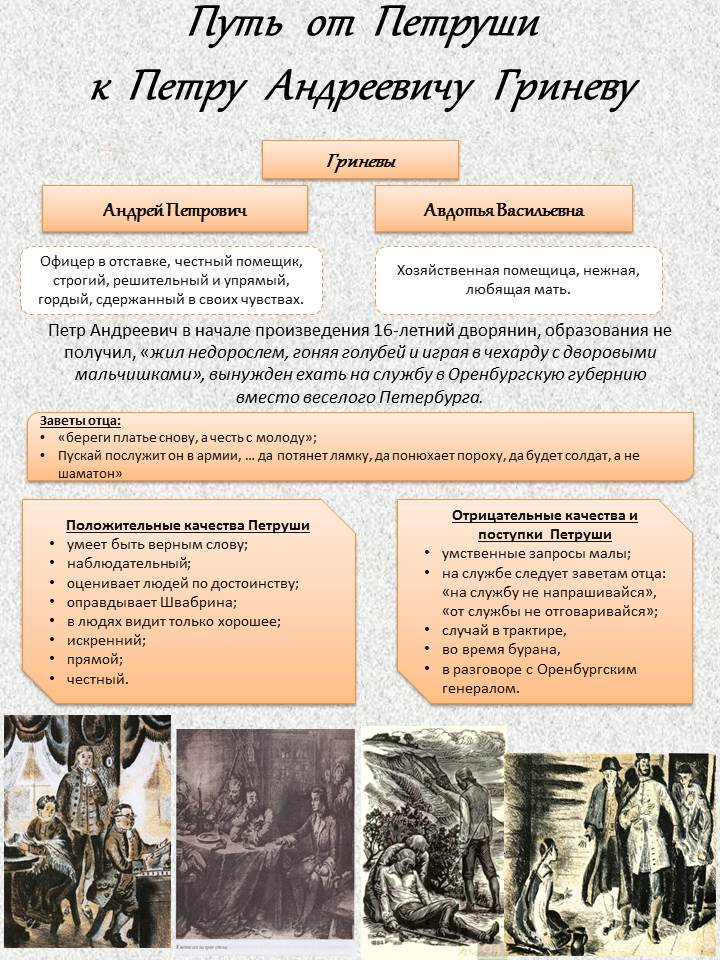 Путь от Петруши
к Петру Андреевичу Гриневу
Гриневы
Андрей Петрович
Авдотья Васильевна
Офицер в отставке, честный помещик,
строгий, решительный и упрямый,
гордый, сдержанный в своих чувствах.
Хозяйственная помещица, нежная,
любящая мать.
Петр Андреевич в начале произведения 16-летний дворянин, образования не
получил, «жил недорослем, гоняя голубей и играя в чехарду с дворовыми
мальчишками», вынужден ехать на службу в Оренбургскую губернию
вместо веселого Петербурга.
Заветы отца:
• «береги платье снову, а честь с молоду»;
• Пускай послужит он в армии, … да потянет лямку, да понюхает пороху, да будет солдат, а не
шаматон»
Положительные качества Петруши
• умеет быть верным слову;
• наблюдательный;
• оценивает людей по достоинству;
• оправдывает Швабрина;
• в людях видит только хорошее;
• искренний;
• прямой;
• честный.
Отрицательные качества и
поступки Петруши
• умственные запросы малы;
• на службе следует заветам отца:
«на службу не напрашивайся»,
«от службы не отговаривайся»;
• случай в трактире,
• во время бурана,
• в разговоре с Оренбургским
генералом.